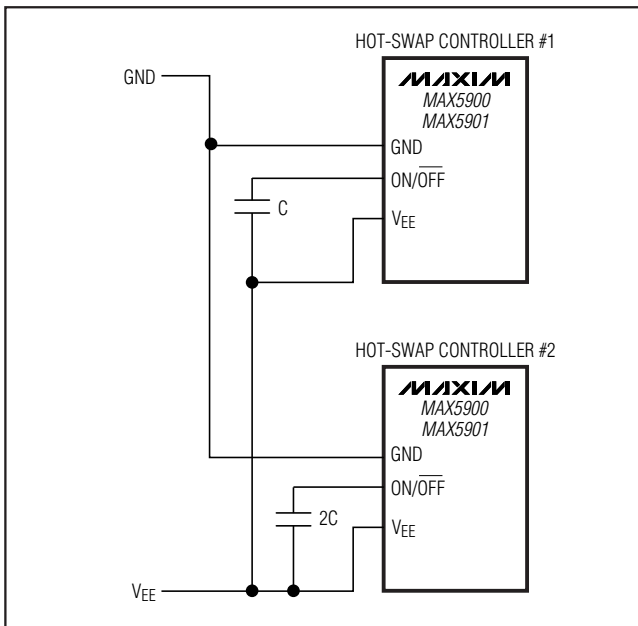 HOT-SWAP CONTROLLER #1
GND
MAXIM
MAX5900
MAX5901
GND
ON/OFF
C
VEE
HOT-SWAP CONTROLLER #2
MAXIM
MAX5900
MAX5901
GND
ON/OFF
2C
VEE
VEE